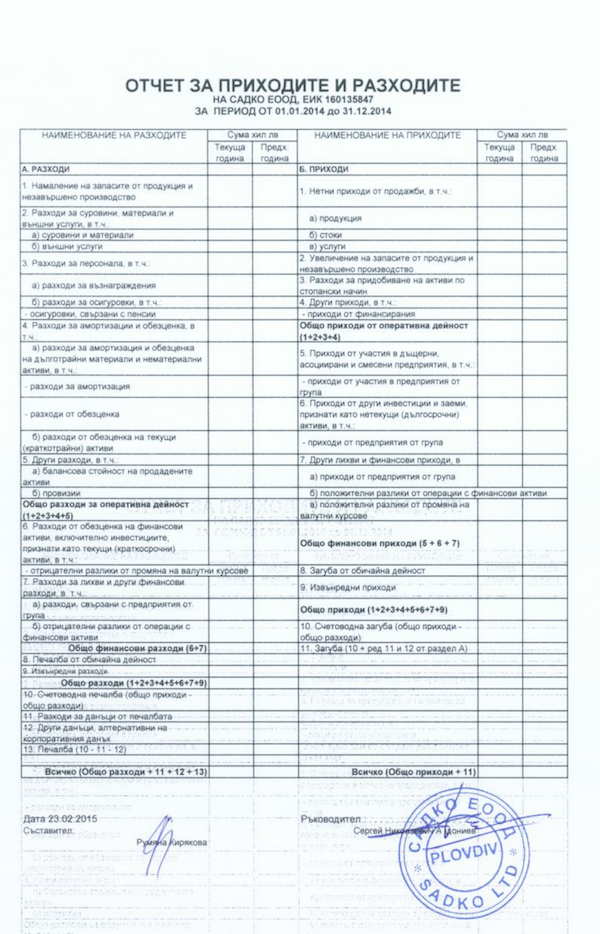 ОТЧЕТ ЗА ПРИХОДИТЕ И РАЗХОДИТЕ
НА САДКО ЕООД, ЕИК 160135847
ЗА ПЕРИОД ОТ 01.01.2014 до 31.12.2014
НАИМЕНОВАНИЕ НА РАЗХОДИТЕ
Сума хил лв
Текуща година
Предх. година
А. РАЗХОДИ
1. Намаление на запасите от продукция и
незавършено производство
2. Разходи за суровини, материали и
външни услуги, в т.ч.:
а) суровини и материали
б) външни услуги
3. Разходи за персонала, в т.ч.:
а) разходи за възнаграждения
б) разходи за осигуровки, в т.ч.:
- осигуровки, свързани с пенсии
4. Разходи за амортизации и обезценка, в
т.ч.:
а) разходи за амортизация и обезценка
на дълготрайни материали и нематериални
активи, в т.ч.:
- разходи за амортизация
- разходи от обезценка
б) разходи от обезценка на текущи
(краткотрайни) активи
5. Други разходи, в т.ч.:
а) балансова стойност на продадените
активи
б) провизии
Общо разходи за оперативна дейност
(1+2+3+4+5)
6. Разходи от обезценка на финансови
активи, включително инвестициите,
признати като текущи (краткосрочни)
активи, в т.ч.:
- отрицателни разлики от промяна на валутни курсове
7. Разходи за лихви и други финансови
разходи, в т.ч.:
а) разходи, свързани с предприятия от
група
б) отрицателни разлики от операции с
финансови активи
Общо финансови разходи (6+7)
8. Печалба от обичайна дейност
9. Извънредни разходи
Общо разходи (1+2+3+4+5+6+7+9)
10. Счетоводна печалба (общо приходи -
общо разходи)
11. Разходи за данъци от печалбата
12. Други данъци, алтернативни на
корпоративния данък
13. Печалба (10 - 11 - 12)
Всичко (Общо разходи + 11 + 12 + 13)
НАИМЕНОВАНИЕ НА ПРИХОДИТЕ
Сума хил лв
Текуща година
Предх. година
Б. ПРИХОДИ
1. Нетни приходи от продажби, в т.ч.:
а) продукция
б) стоки
в) услуги
2. Увеличение на запасите от продукция и
незавършено производство
3. Разходи за придобиване на активи по
стопански начин
4. Други приходи, в т.ч.:
- приходи от финансирания
Общо приходи от оперативна дейност
(1+2+3+4)
5. Приходи от участия в дъщерни,
асоциирани и смесени предприятия, в т.ч.:
- приходи от участия в предприятия от
група
6. Приходи от други инвестиции и заеми,
признати като нетекущи (дългосрочни)
активи, в т.ч.:
- приходи от предприятия от група
7. Други лихви и финансови приходи, в
а) приходи от предприятия от група
б) положителни разлики от операции с финансови активи
в) положителни разлики от промяна на
валутни курсове
Общо финансови приходи (5 + 6 + 7)
8. Загуба от обичайна дейност
9. Извънредни приходи
Общо приходи (1+2+3+4+5+6+7+9)
10. Счетоводна загуба (общо приходи -
общо разходи)
11. Загуба (10 + ред 11 и 12 от раздел А)
Всичко (Общо приходи + 11)
Дата 23.02.2015
Съставител:
Румяна Кирякова
Ръководител
Сергей
САДКО ЕООД
PLOVDIV
SADKO LTD